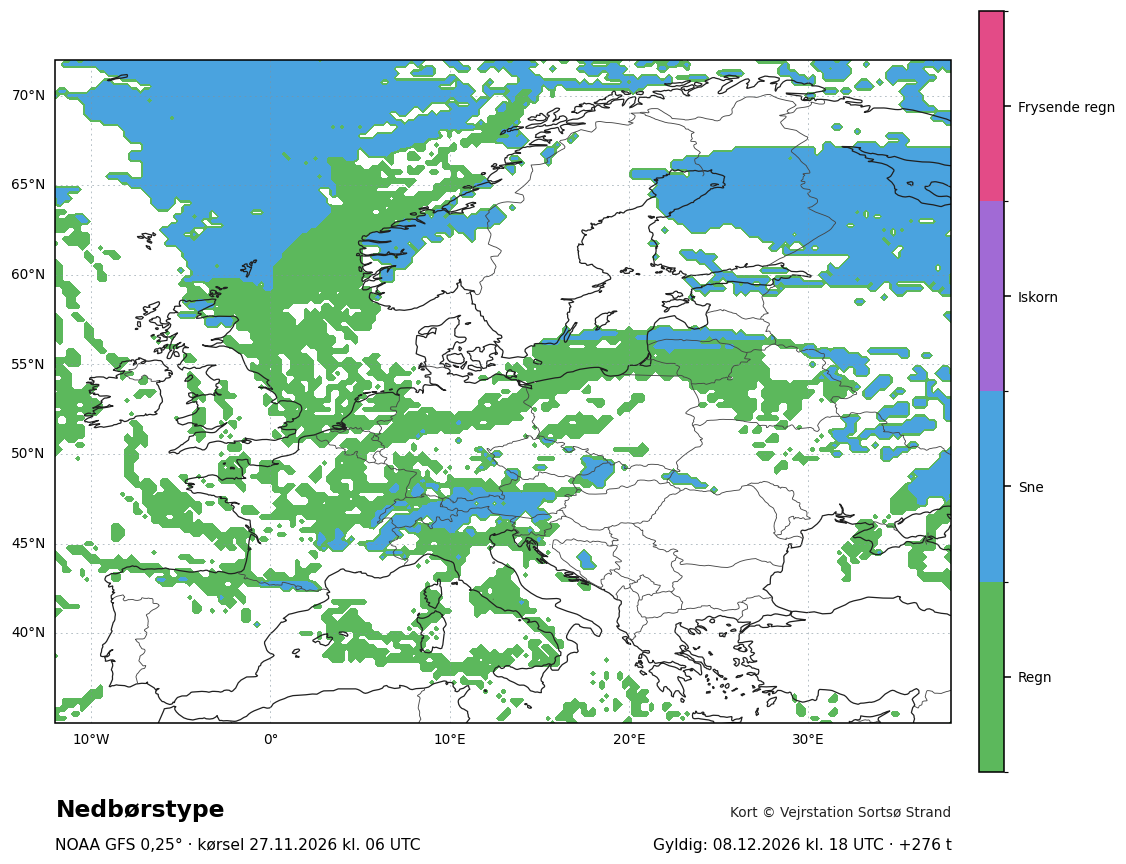 70°N
65°N
60°N
55°N
50°N
45°N
40°N
10°W
0°
10°E
20°E
30°E
Frysende regn
Iskorn
Sne
Regn
Nedbørstype
Kort © Vejrstation Sortsø Strand
NOAA GFS 0,25° · kørsel 27.11.2026 kl. 06 UTC
Gyldig: 08.12.2026 kl. 18 UTC · +276 t